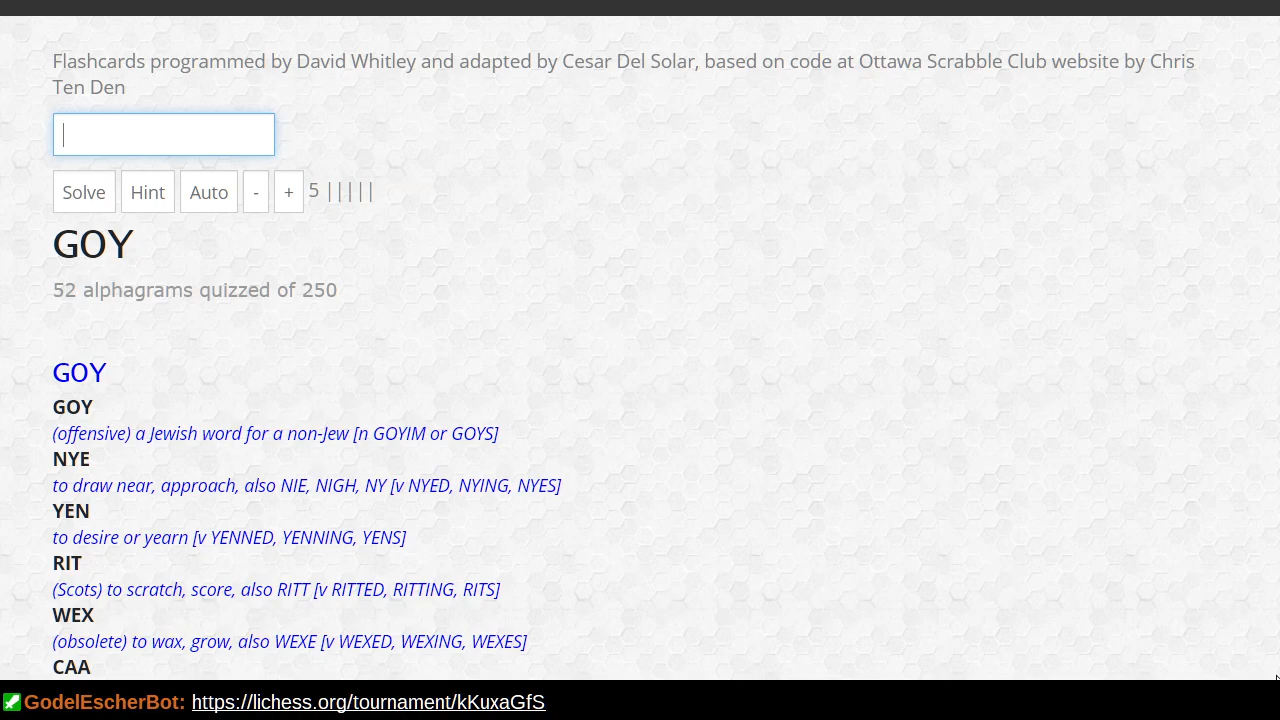 Flashcards programmed by David Whitley and adapted by Cesar Del Solar, based on code at Ottawa Scrabble Club website by Chris
Ten Den
Solve Hint Auto - + 5 |||||
GOY
52 alphagrams quizzed of 250
GOY
GOY
(offensive) a Jewish word for a non-Jew [n GOYIM or GOYS]
NYE
to draw near, approach, also NIE, NIGH, NY [v NYED, NYING, NYES]
YEN
to desire or yearn [v YENNED, YENNING, YENS]
RIT
(Scots) to scratch, score, also RITT [v RITTED, RITTING, RITS]
WEX
(obsolete) to wax, grow, also WEXE [v WEXED, WEXING, WEXES]
CAA
GodelEscherBot: https://lichess.org/tournament/kKuxaGfS